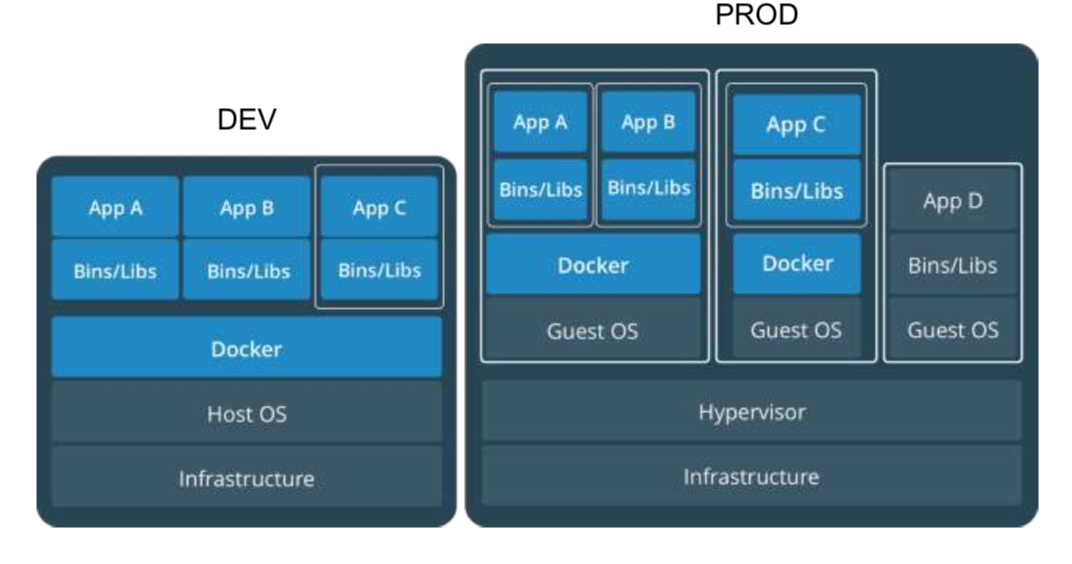 DEV
App A
App B
App C
Bins/Libs
Bins/Libs
Bins/Libs
Docker
Host OS
Infrastructure
PROD
App A
App B
Bins/Libs
Bins/Libs
Docker
Guest OS
App C
Bins/Libs
Docker
Guest OS
App D
Bins/Libs
Guest OS
Hypervisor
Infrastructure